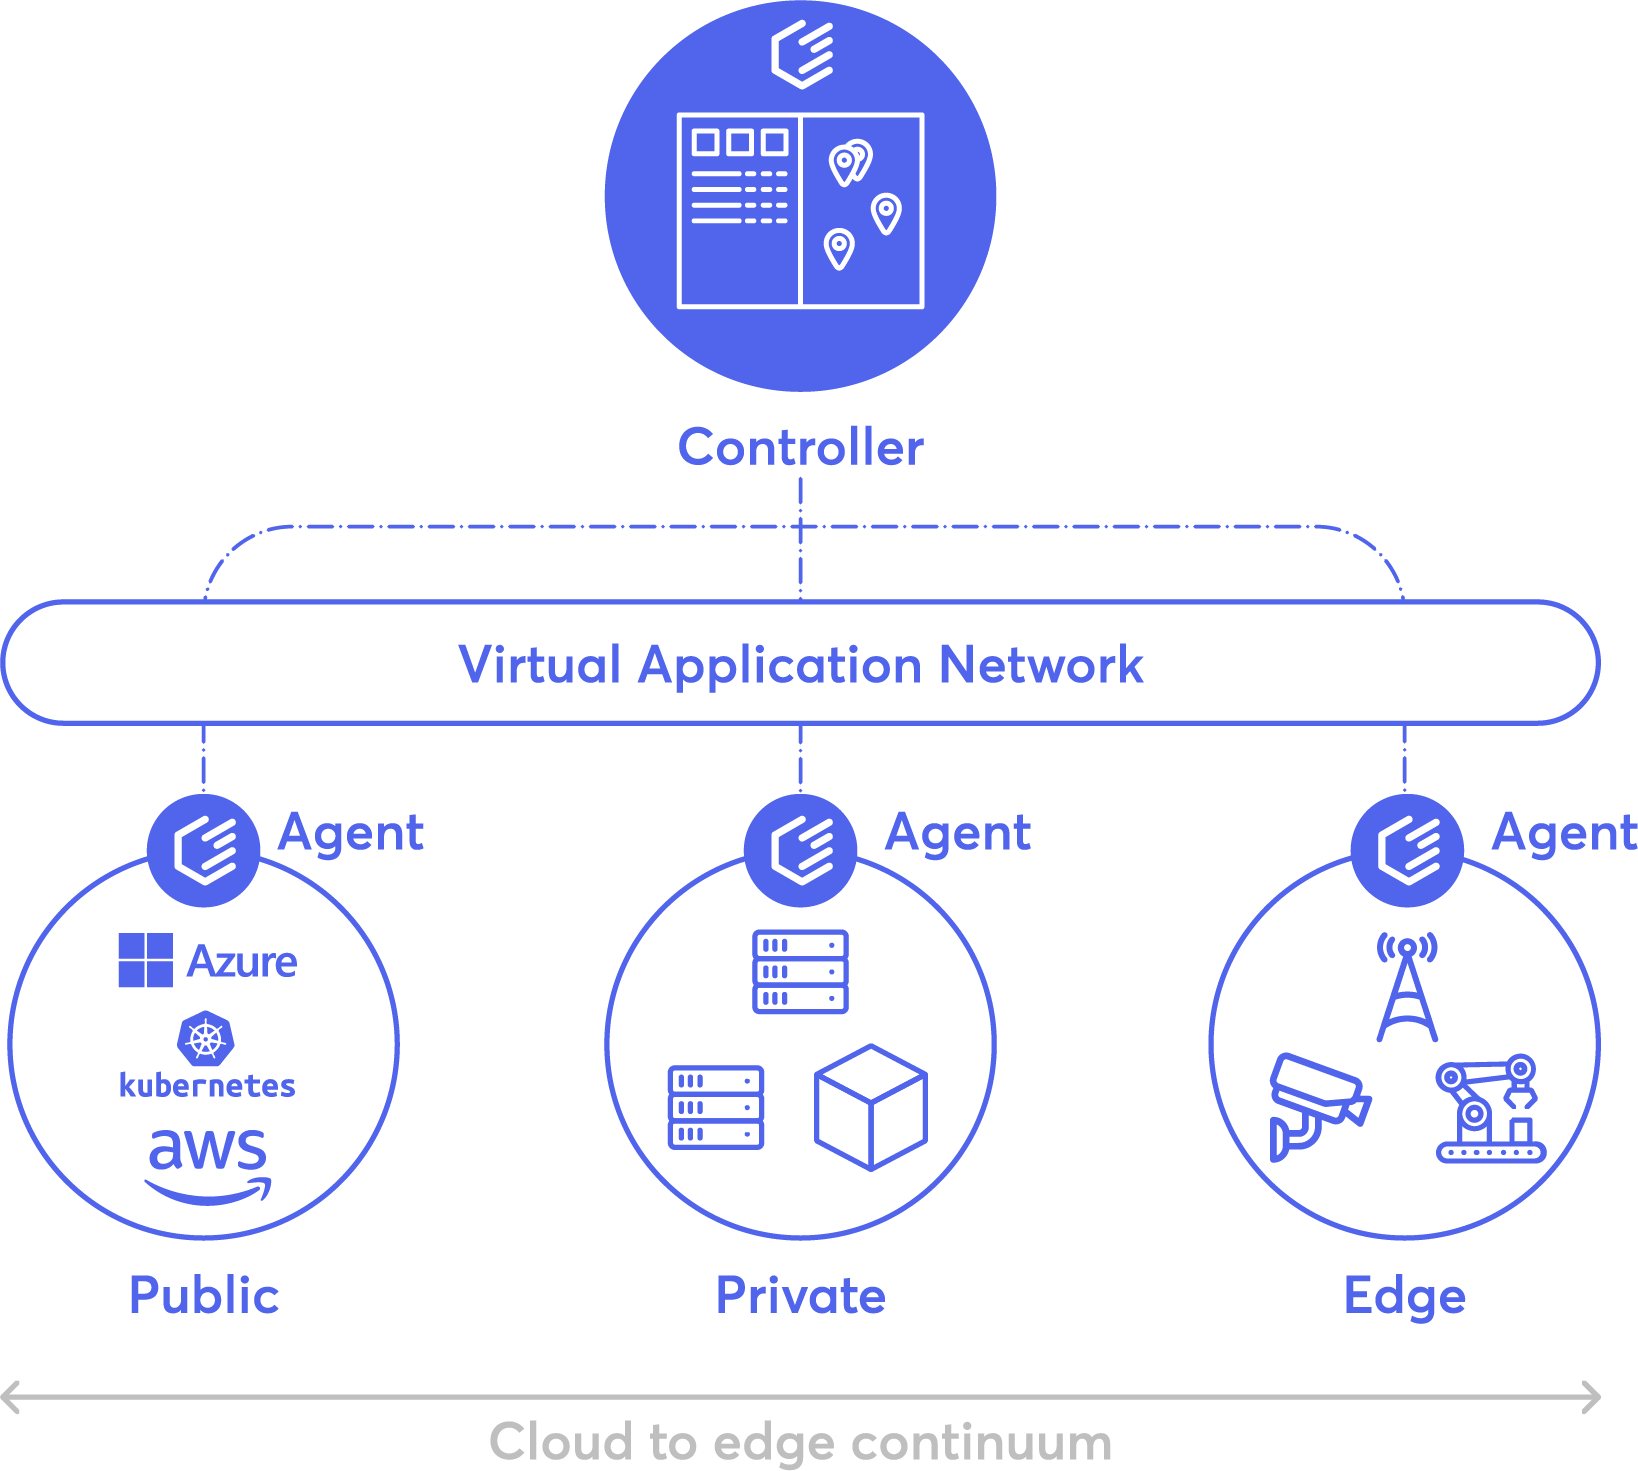 Controller
Virtual Application Network
Agent
Agent
Agent
Azure
kubernetes
aws
Public
Private
Edge
Cloud to edge continuum